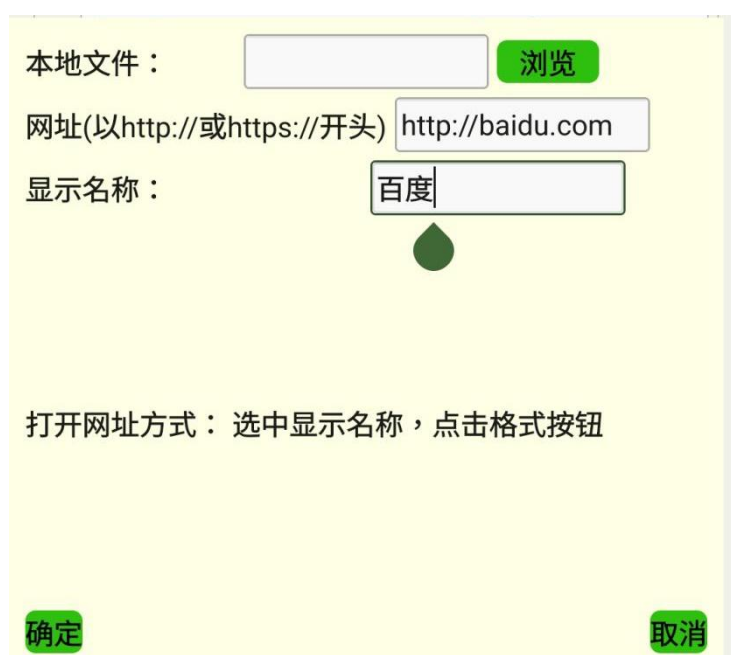 本地文件： 浏览
网址(以http://或https://开头) http://baidu.com
显示名称： 百度
打开网址方式： 选中显示名称，点击格式按钮
确定 取消